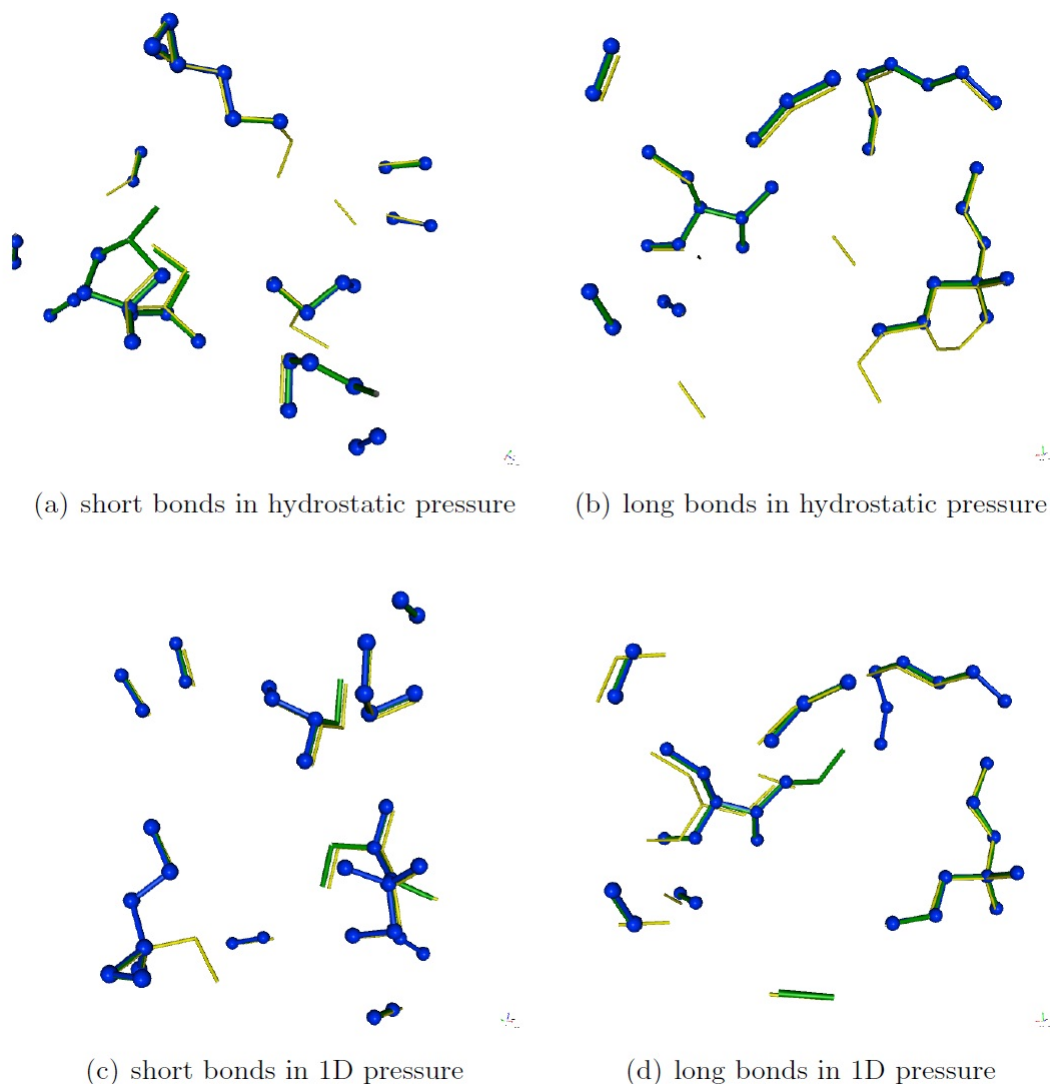 (a) short bonds in hydrostatic pressure
(b) long bonds in hydrostatic pressure
(c) short bonds in 1D pressure
(d) long bonds in 1D pressure